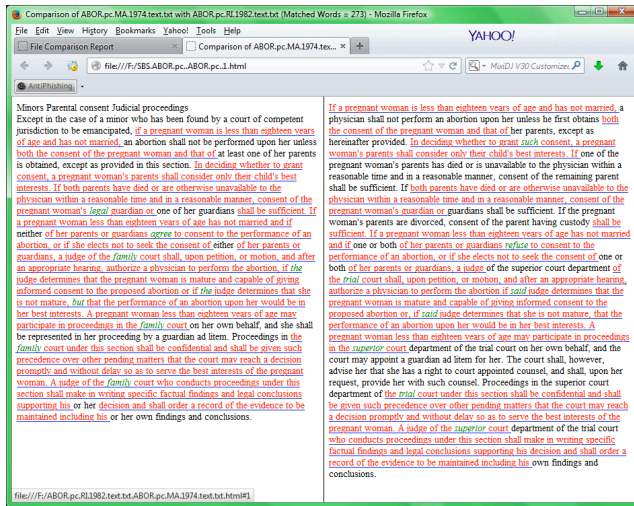 Comparison of ABOR.pc.MA.1974.text.txt with ABOR.pc.RI.1982.text.txt (Matched Words = 273) - Mozilla Firefox
File Edit View History Bookmarks Yahoo! Tools Help
YAHOO!
File Comparison Report × Comparison of ABOR.pc.MA.1974.tex... × +
file:///F:/SBS.ABOR.pc..ABOR.pc..1.html
MixiDJ V30 Customize
AntiPhishing
Minors Parental consent Judicial proceedings
Except in the case of a minor who has been found by a court of competent
jurisdiction to be emancipated, if a pregnant woman is less than eighteen years
of age and has not married, an abortion shall not be performed upon her unless
both the consent of the pregnant woman and that of at least one of her parents
is obtained, except as provided in this section. In deciding whether to grant
consent, a pregnant woman's parents shall consider only their child's best
interests. If both parents have died or are otherwise unavailable to the
physician within a reasonable time and in a reasonable manner, consent of the
pregnant woman's legal guardian or one of her guardians shall be sufficient. If
a pregnant woman less than eighteen years of age has not married and if
neither of her parents or guardians agree to consent to the performance of an
abortion, or if she elects not to seek the consent of either of her parents or
guardians, a judge of the family court shall, upon petition, or motion, and after
an appropriate hearing, authorize a physician to perform the abortion, if the
judge determines that the pregnant woman is mature and capable of giving
informed consent to the proposed abortion or if the judge determines that she
is not mature, but that the performance of an abortion upon her would be in
her best interests. A pregnant woman less than eighteen years of age may
participate in proceedings in the family court on her own behalf, and she shall
be represented in her proceeding by a guardian ad litem. Proceedings in the
family court under this section shall be confidential and shall be given such
precedence over other pending matters that the court may reach a decision
promptly and without delay so as to serve the best interests of the pregnant
woman. A judge of the family court who conducts proceedings under this
section shall make in writing specific factual findings and legal conclusions
supporting his or her decision and shall order a record of the evidence to be
maintained including his or her own findings and conclusions.
If a pregnant woman is less than eighteen years of age and has not married, a
physician shall not perform an abortion upon her unless he first obtains both
the consent of the pregnant woman and that of her parents, except as
hereinafter provided. In deciding whether to grant such consent, a pregnant
woman's parents shall consider only their child's best interests. If one of the
pregnant woman's parents has died or is unavailable to the physician within a
reasonable time and in a reasonable manner, consent of the remaining parent
shall be sufficient. If both parents have died or are otherwise unavailable to the
physician within a reasonable time and in a reasonable manner, consent of the
pregnant woman's guardian or guardians shall be sufficient. If the pregnant
woman's parents are divorced, consent of the parent having custody shall be
sufficient. If a pregnant woman less than eighteen years of age has not married
and if one or both of her parents or guardians refuse to consent to the
performance of an abortion, or if she elects not to seek the consent of one or
both of her parents or guardians, a judge of the superior court department of
the trial court shall, upon petition, or motion, and after an appropriate hearing,
authorize a physician to perform the abortion if said judge determines that the
pregnant woman is mature and capable of giving informed consent to the
proposed abortion or, if said judge determines that she is not mature, that the
performance of an abortion upon her would be in her best interests. A
pregnant woman less than eighteen years of age may participate in proceedings
in the superior court department of the trial court on her own behalf, and the
court may appoint a guardian ad litem for her. The court shall, however,
advise her that she has a right to court appointed counsel, and shall, upon her
request, provide her with such counsel. Proceedings in the superior court
department of the trial court under this section shall be confidential and shall
be given such precedence over other pending matters that the court may reach
a decision promptly and without delay so as to serve the best interests of the
pregnant woman. A judge of the superior court department of the trial court
who conducts proceedings under this section shall make in writing specific
factual findings and legal conclusions supporting his decision and shall order a
record of the evidence to be maintained including his own findings and
conclusions.
file:///F:/ABOR.pc.RI.1982.text.txt.ABOR.pc.MA.1974.text.txt.html#1